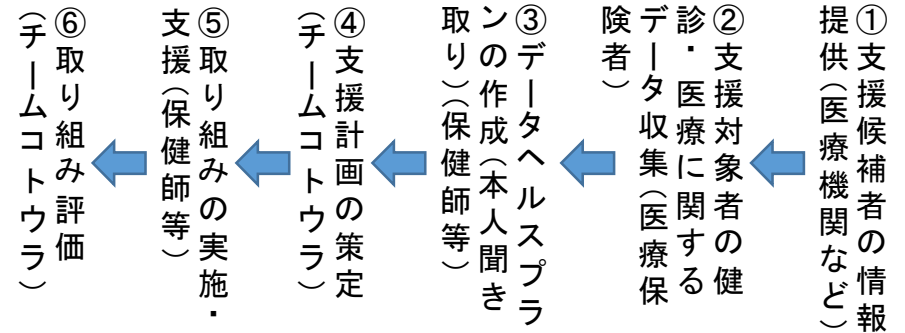 ①支援候補者の情報
提供（医療機関など）
②支援対象者の健
診・医療に関する
データ収集（医療保
険者）
③データヘルスプラ
ンの作成（本人聞き
取り）（保健師等）
④支援計画の策定
（チームコトウラ）
⑤取り組みの実施・
支援（保健師等）
⑥取り組み評価
（チームコトウラ）